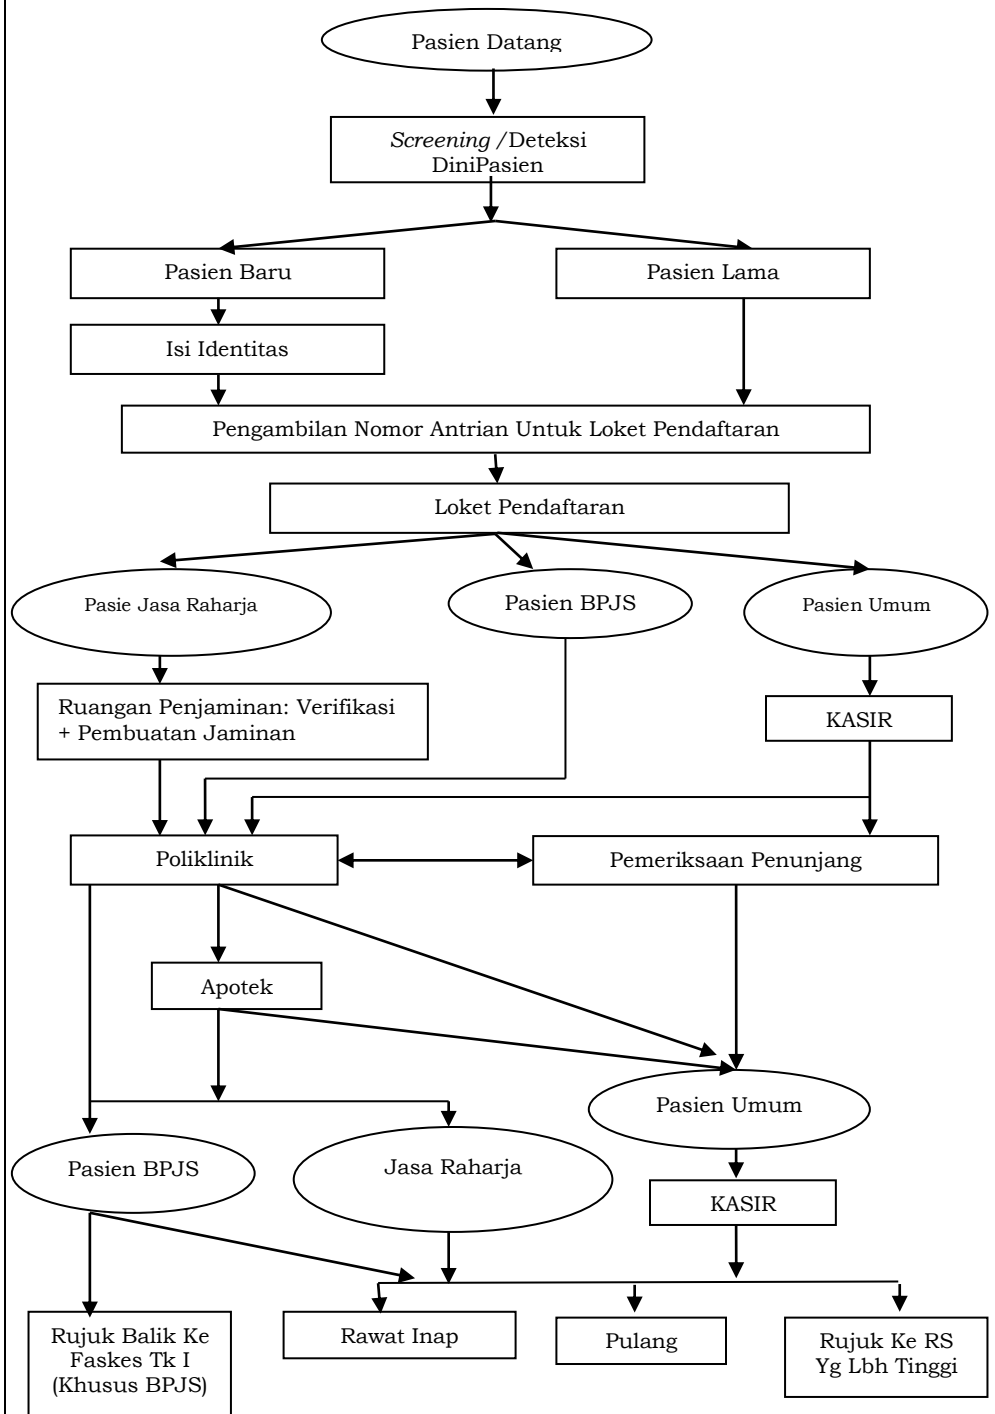 Pasien Datang
Screening /Deteksi
DiniPasien
Pasien Baru
Pasien Lama
Isi Identitas
Pengambilan Nomor Antrian Untuk Loket Pendaftaran
Loket Pendaftaran
Pasie Jasa Raharja
Pasien BPJS
Pasien Umum
Ruangan Penjaminan: Verifikasi
+ Pembuatan Jaminan
KASIR
Poliklinik
Pemeriksaan Penunjang
Apotek
Pasien Umum
Pasien BPJS
Jasa Raharja
KASIR
Rujuk Balik Ke
Faskes Tk I
(Khusus BPJS)
Rawat Inap
Pulang
Rujuk Ke RS
Yg Lbh Tinggi